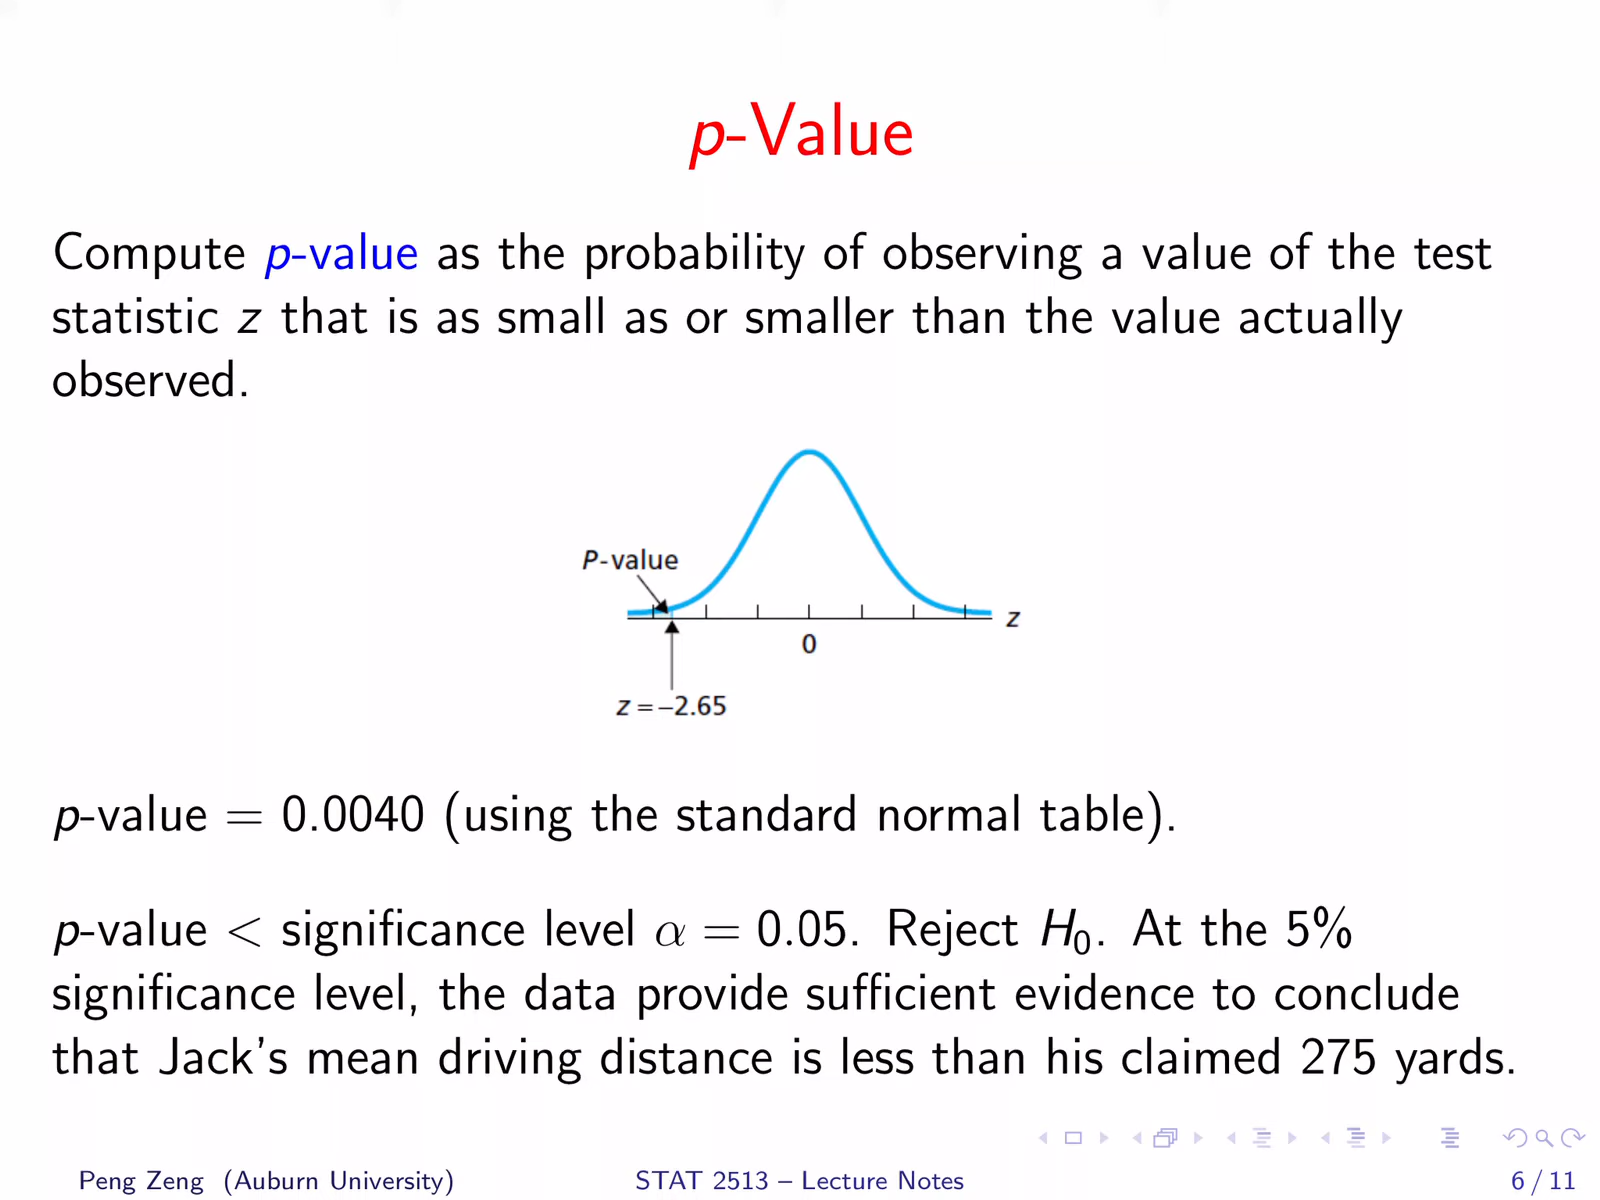 p-Value
Compute p-value as the probability of observing a value of the test
statistic z that is as small as or smaller than the value actually
observed.
P-value
z
0
z = −2.65
p-value = 0.0040 (using the standard normal table).
p-value < significance level α = 0.05. Reject H₀. At the 5%
significance level, the data provide sufficient evidence to conclude
that Jack's mean driving distance is less than his claimed 275 yards.
Peng Zeng (Auburn University) STAT 2513 – Lecture Notes 6 / 11